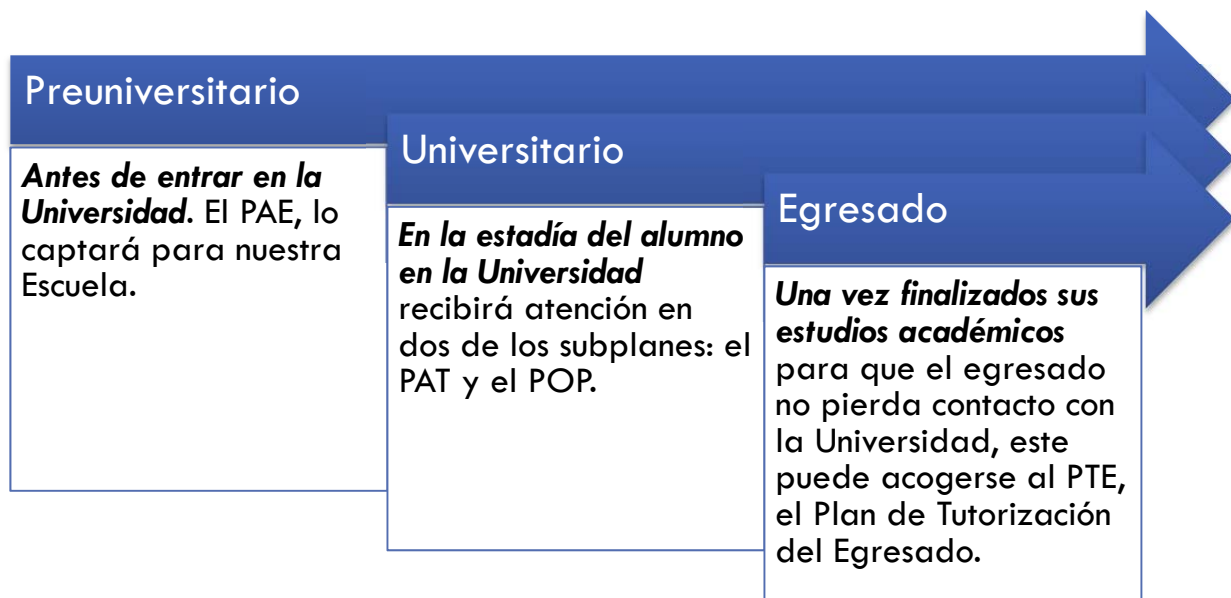 Preuniversitario
Antes de entrar en la
Universidad. El PAE, lo
captará para nuestra
Escuela.
Universitario
En la estadía del alumno
en la Universidad
recibirá atención en
dos de los subplanes: el
PAT y el POP.
Egresado
Una vez finalizados sus
estudios académicos
para que el egresado
no pierda contacto con
la Universidad, este
puede acogerse al PTE,
el Plan de Tutorización
del Egresado.